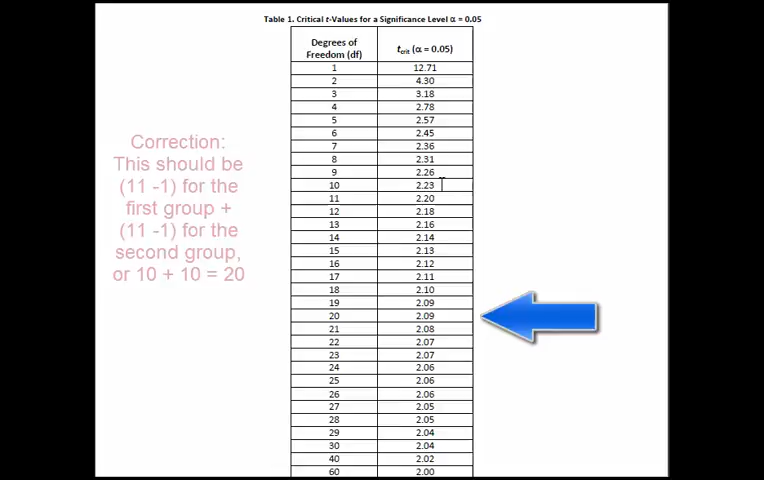 Table 1. Critical t-Values for a Significance Level α = 0.05
Degrees of
Freedom (df)
t crit (α = 0.05)
1 12.71
2 4.30
3 3.18
4 2.78
5 2.57
6 2.45
7 2.36
8 2.31
9 2.26
10 2.23
11 2.20
12 2.18
13 2.16
14 2.14
15 2.13
16 2.12
17 2.11
18 2.10
19 2.09
20 2.09
21 2.08
22 2.07
23 2.07
24 2.06
25 2.06
26 2.06
27 2.05
28 2.05
29 2.04
30 2.04
40 2.02
60 2.00
Correction:
This should be
(11 -1) for the
first group +
(11 -1) for the
second group,
or 10 + 10 = 20